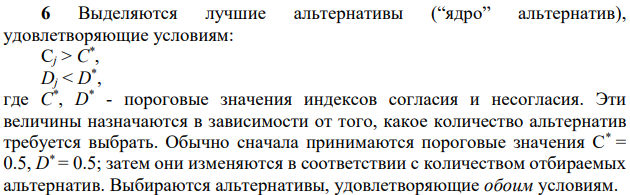 6 Выделяются лучшие альтернативы (“ядро” альтернатив),
удовлетворяющие условиям:
Cj > C*,
Dj < D*,
где C*, D* - пороговые значения индексов согласия и несогласия. Эти
величины назначаются в зависимости от того, какое количество альтернатив
требуется выбрать. Обычно сначала принимаются пороговые значения C* =
0.5, D* = 0.5; затем они изменяются в соответствии с количеством отбираемых
альтернатив. Выбираются альтернативы, удовлетворяющие обоим условиям.